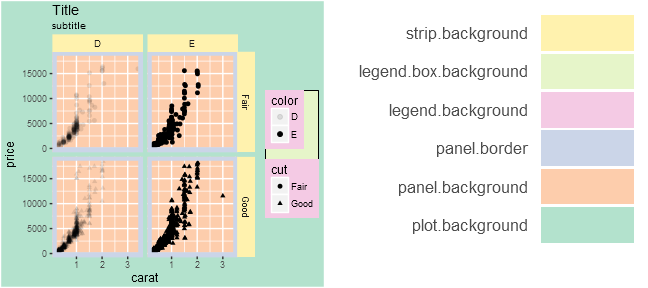 Title
subtitle
D E
15000
10000
5000
0
Fair
15000
10000
5000
0
Good
1 2 3 1 2 3
carat
price
color
D
E
cut
Fair
Good
strip.background
legend.box.background
legend.background
panel.border
panel.background
plot.background